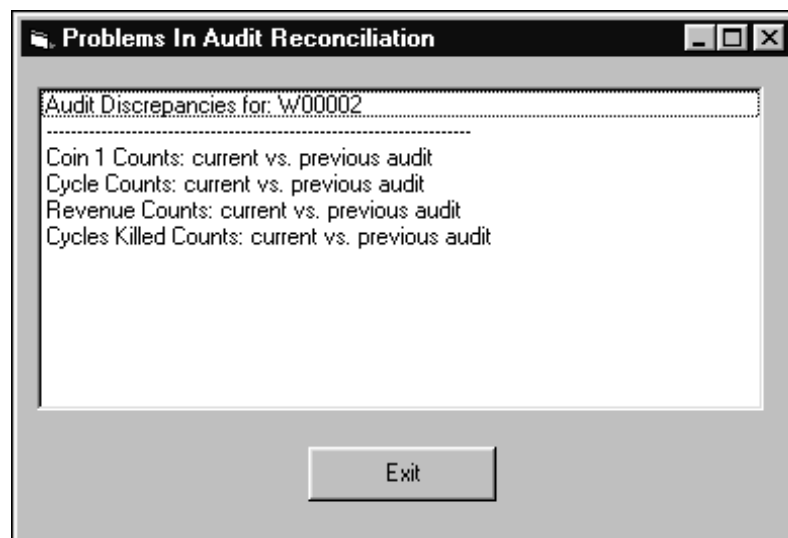 Problems In Audit Reconciliation
Audit Discrepancies for: W00002
-----------------------------------------------------------------------
Coin 1 Counts: current vs. previous audit
Cycle Counts: current vs. previous audit
Revenue Counts: current vs. previous audit
Cycles Killed Counts: current vs. previous audit
Exit